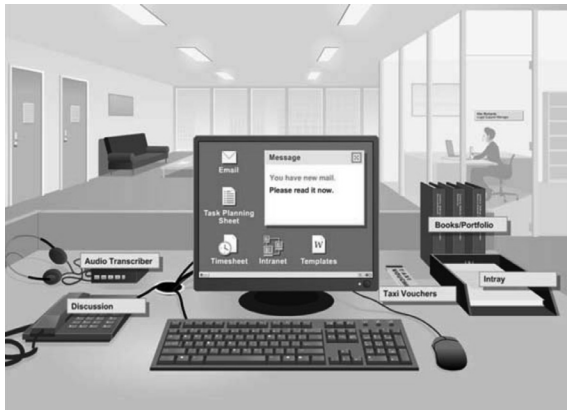 Message
You have new mail.
Please read it now.
Email
Task Planning
Sheet
Timesheet
Intranet
Templates
W
Books/Portfolio
Audio Transcriber
Intray
Taxi Vouchers
Discussion